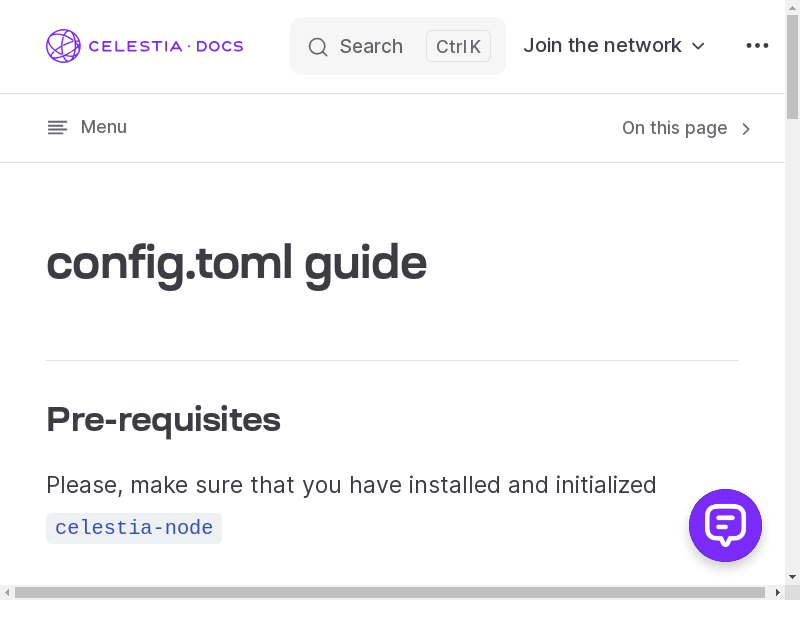 CELESTIA · DOCS
Search
Ctrl K
Join the network
Menu
On this page
config.toml guide
Pre-requisites
Please, make sure that you have installed and initialized
celestia-node